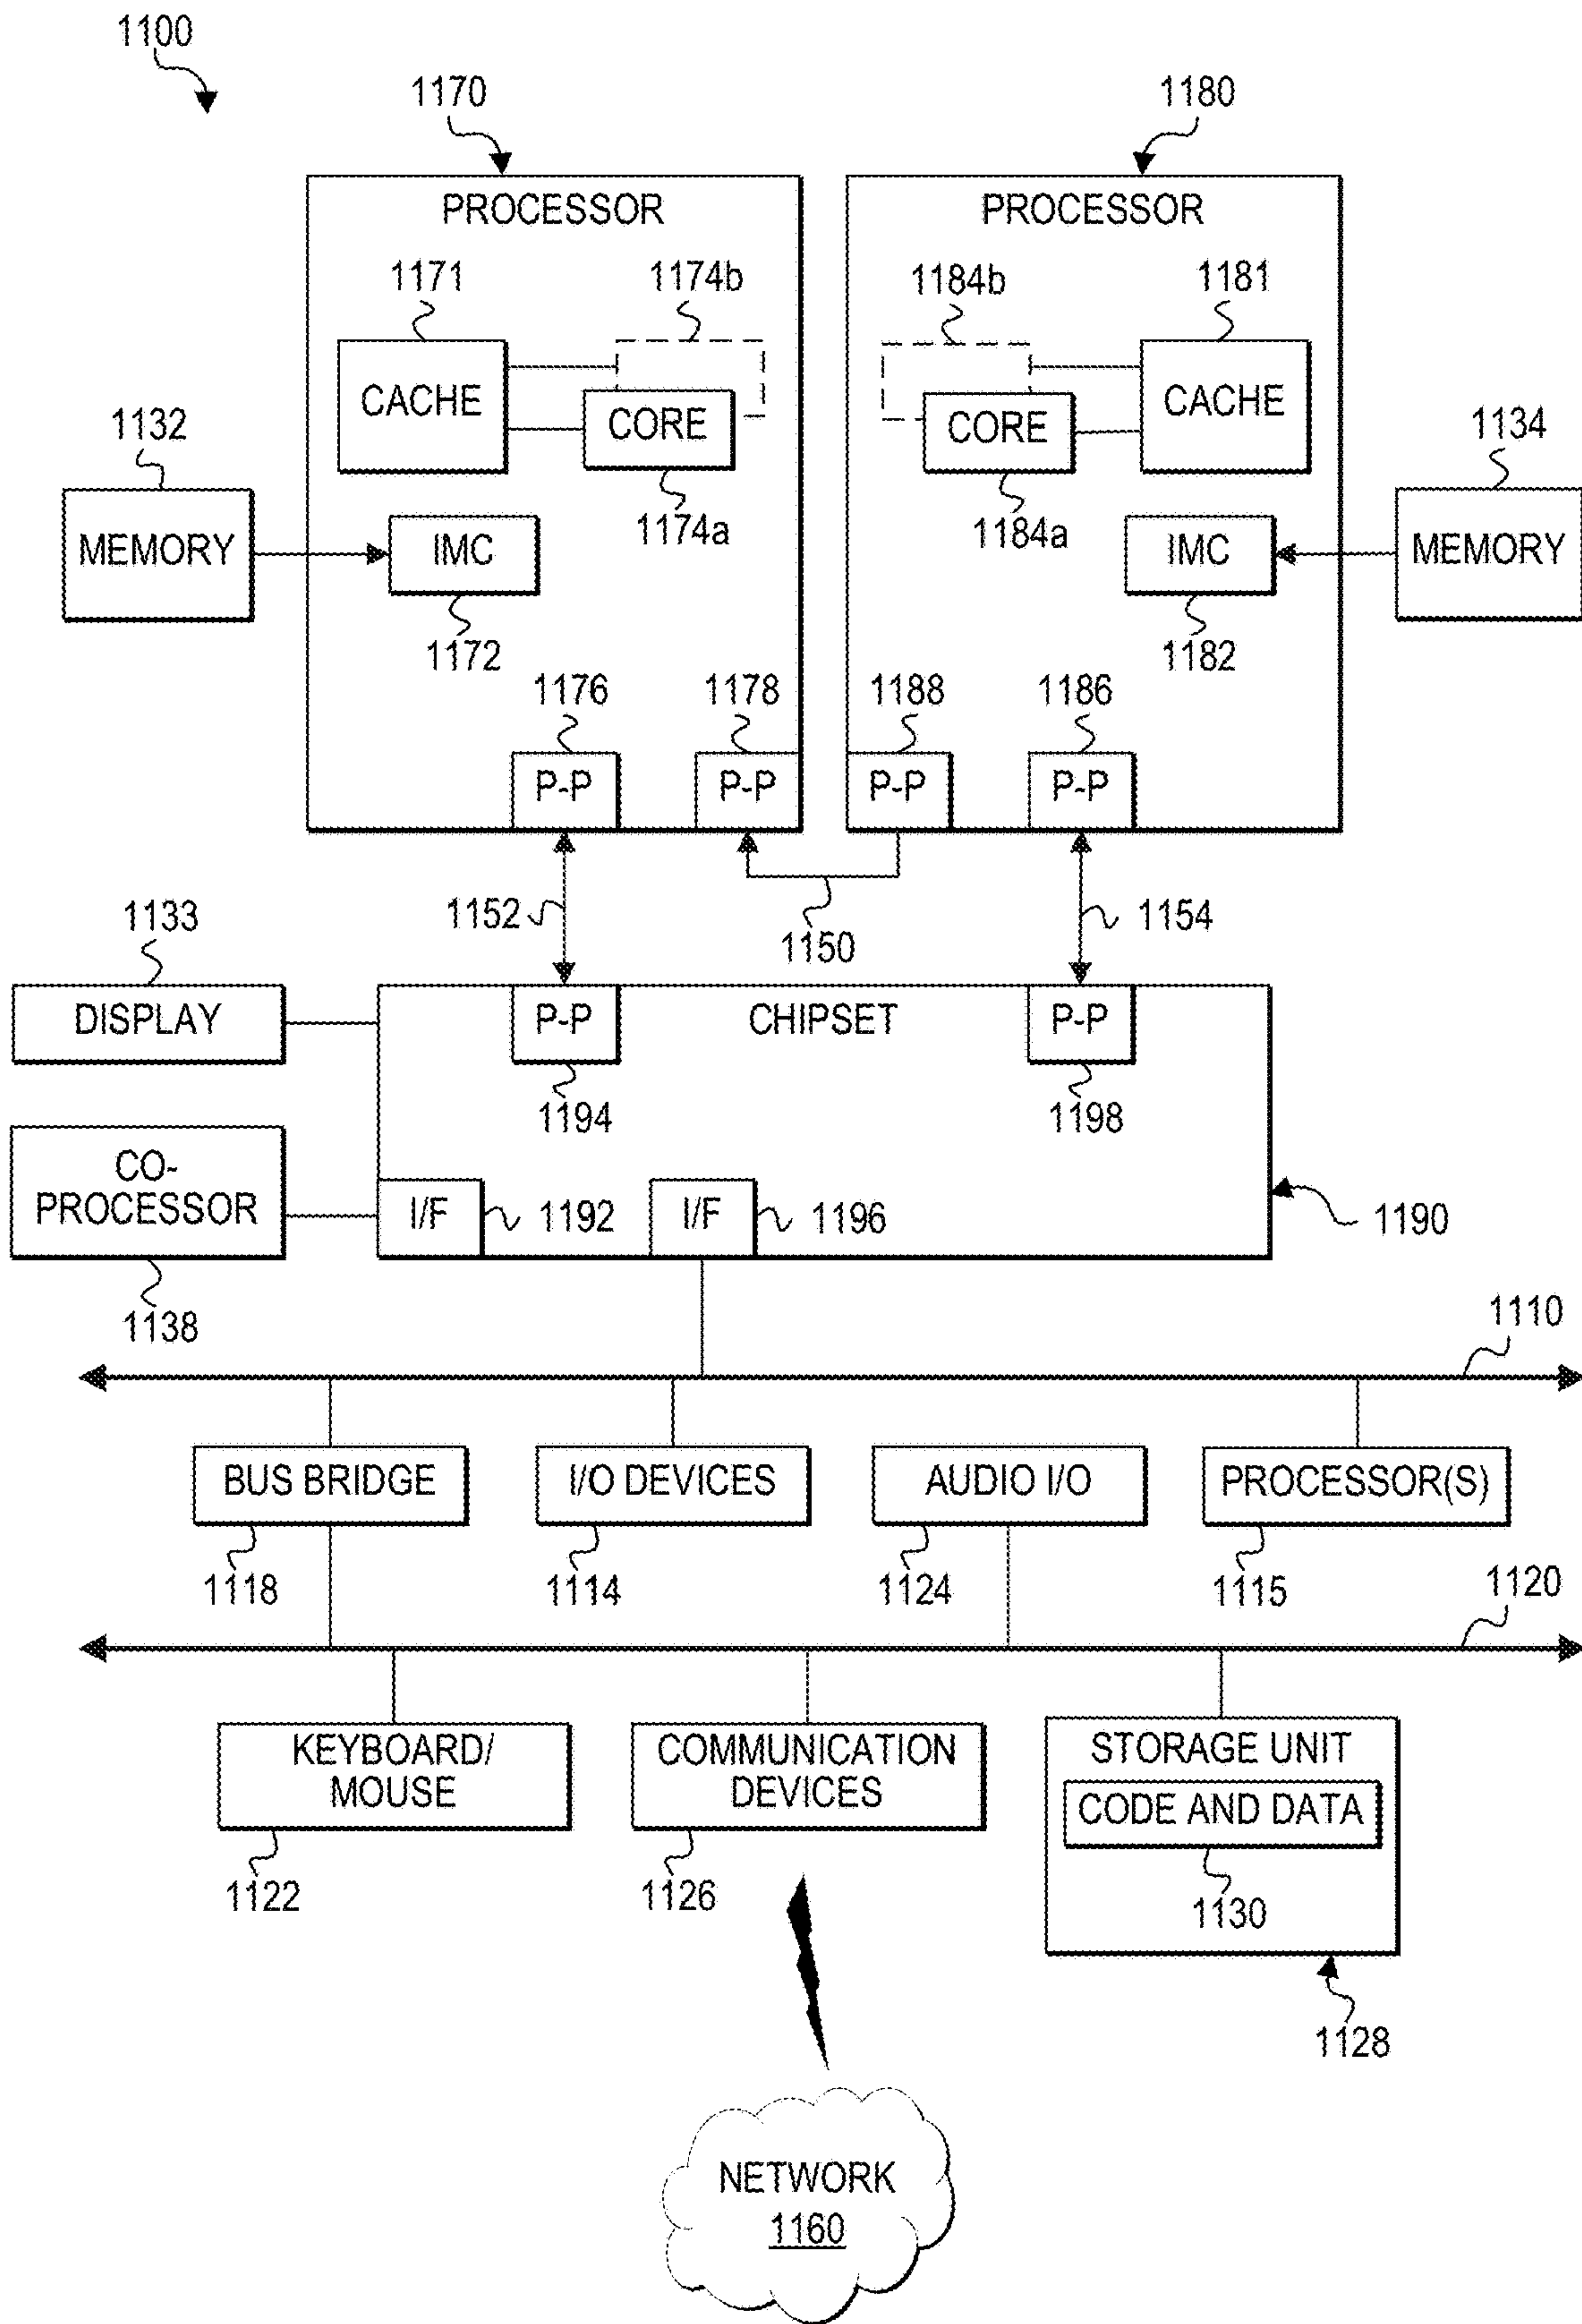 1100
1170
1180
PROCESSOR
PROCESSOR
1171
1174b
1184b
1181
CACHE
CORE
CORE
CACHE
1132
1134
1174a
1184a
MEMORY
IMC
IMC
MEMORY
1172
1182
1176
1178
1188
1186
P-P
P-P
P-P
P-P
1152
1150
1154
1133
DISPLAY
P-P
CHIPSET
P-P
1194
1198
CO-
PROCESSOR
I/F
1192
I/F
1196
1190
1138
1110
BUS BRIDGE
I/O DEVICES
AUDIO I/O
PROCESSOR(S)
1118
1114
1124
1115
1120
KEYBOARD/
MOUSE
COMMUNICATION
DEVICES
STORAGE UNIT
CODE AND DATA
1122
1126
1130
1128
NETWORK
1160